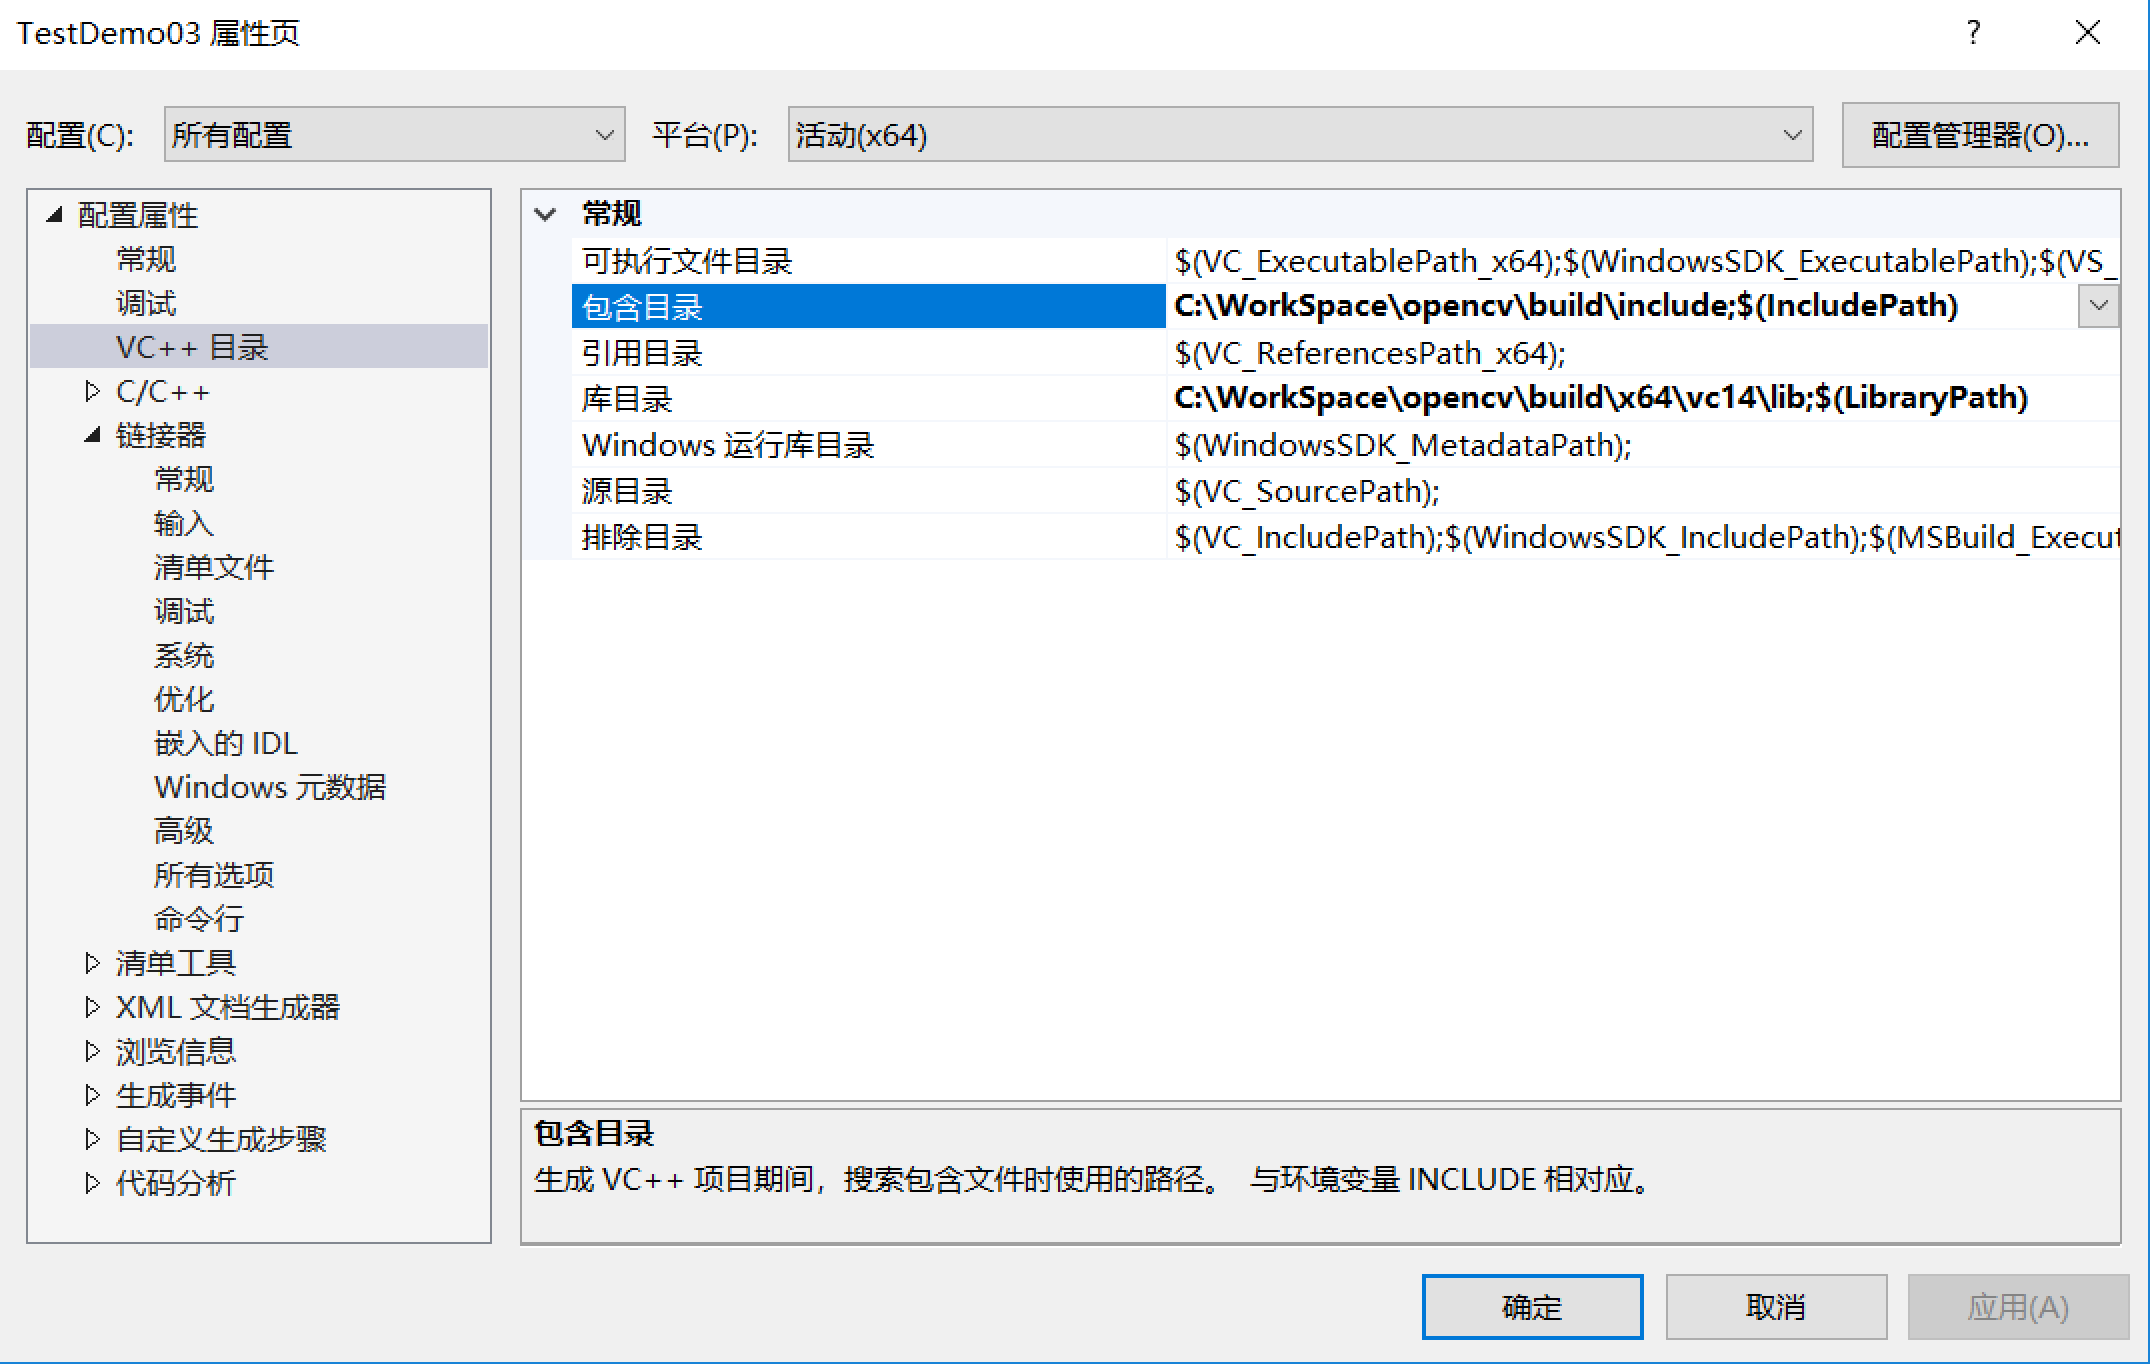 TestDemo03 属性页
?
配置(C): 所有配置 平台(P): 活动(x64) 配置管理器(O)...
配置属性
常规
调试
VC++ 目录
C/C++
链接器
常规
输入
清单文件
调试
系统
优化
嵌入的 IDL
Windows 元数据
高级
所有选项
命令行
清单工具
XML 文档生成器
浏览信息
生成事件
自定义生成步骤
代码分析
常规
可执行文件目录 $(VC_ExecutablePath_x64);$(WindowsSDK_ExecutablePath);$(VS_
包含目录 C:\WorkSpace\opencv\build\include;$(IncludePath)
引用目录 $(VC_ReferencesPath_x64);
库目录 C:\WorkSpace\opencv\build\x64\vc14\lib;$(LibraryPath)
Windows 运行库目录 $(WindowsSDK_MetadataPath);
源目录 $(VC_SourcePath);
排除目录 $(VC_IncludePath);$(WindowsSDK_IncludePath);$(MSBuild_Execut
包含目录
生成 VC++ 项目期间，搜索包含文件时使用的路径。 与环境变量 INCLUDE 相对应。
确定 取消 应用(A)